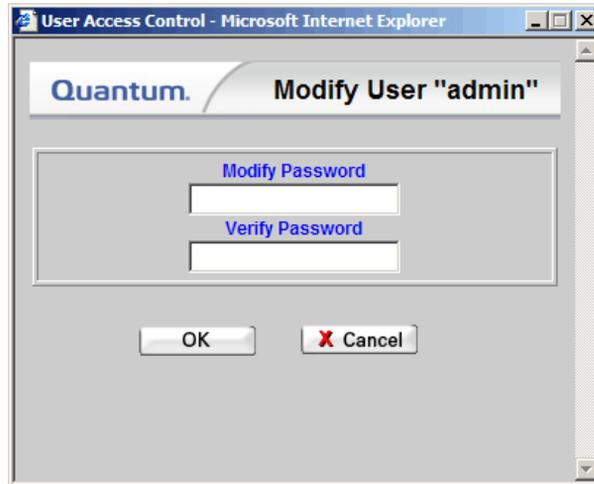 User Access Control - Microsoft Internet Explorer
Quantum.
Modify User "admin"
Modify Password
Verify Password
OK
X Cancel